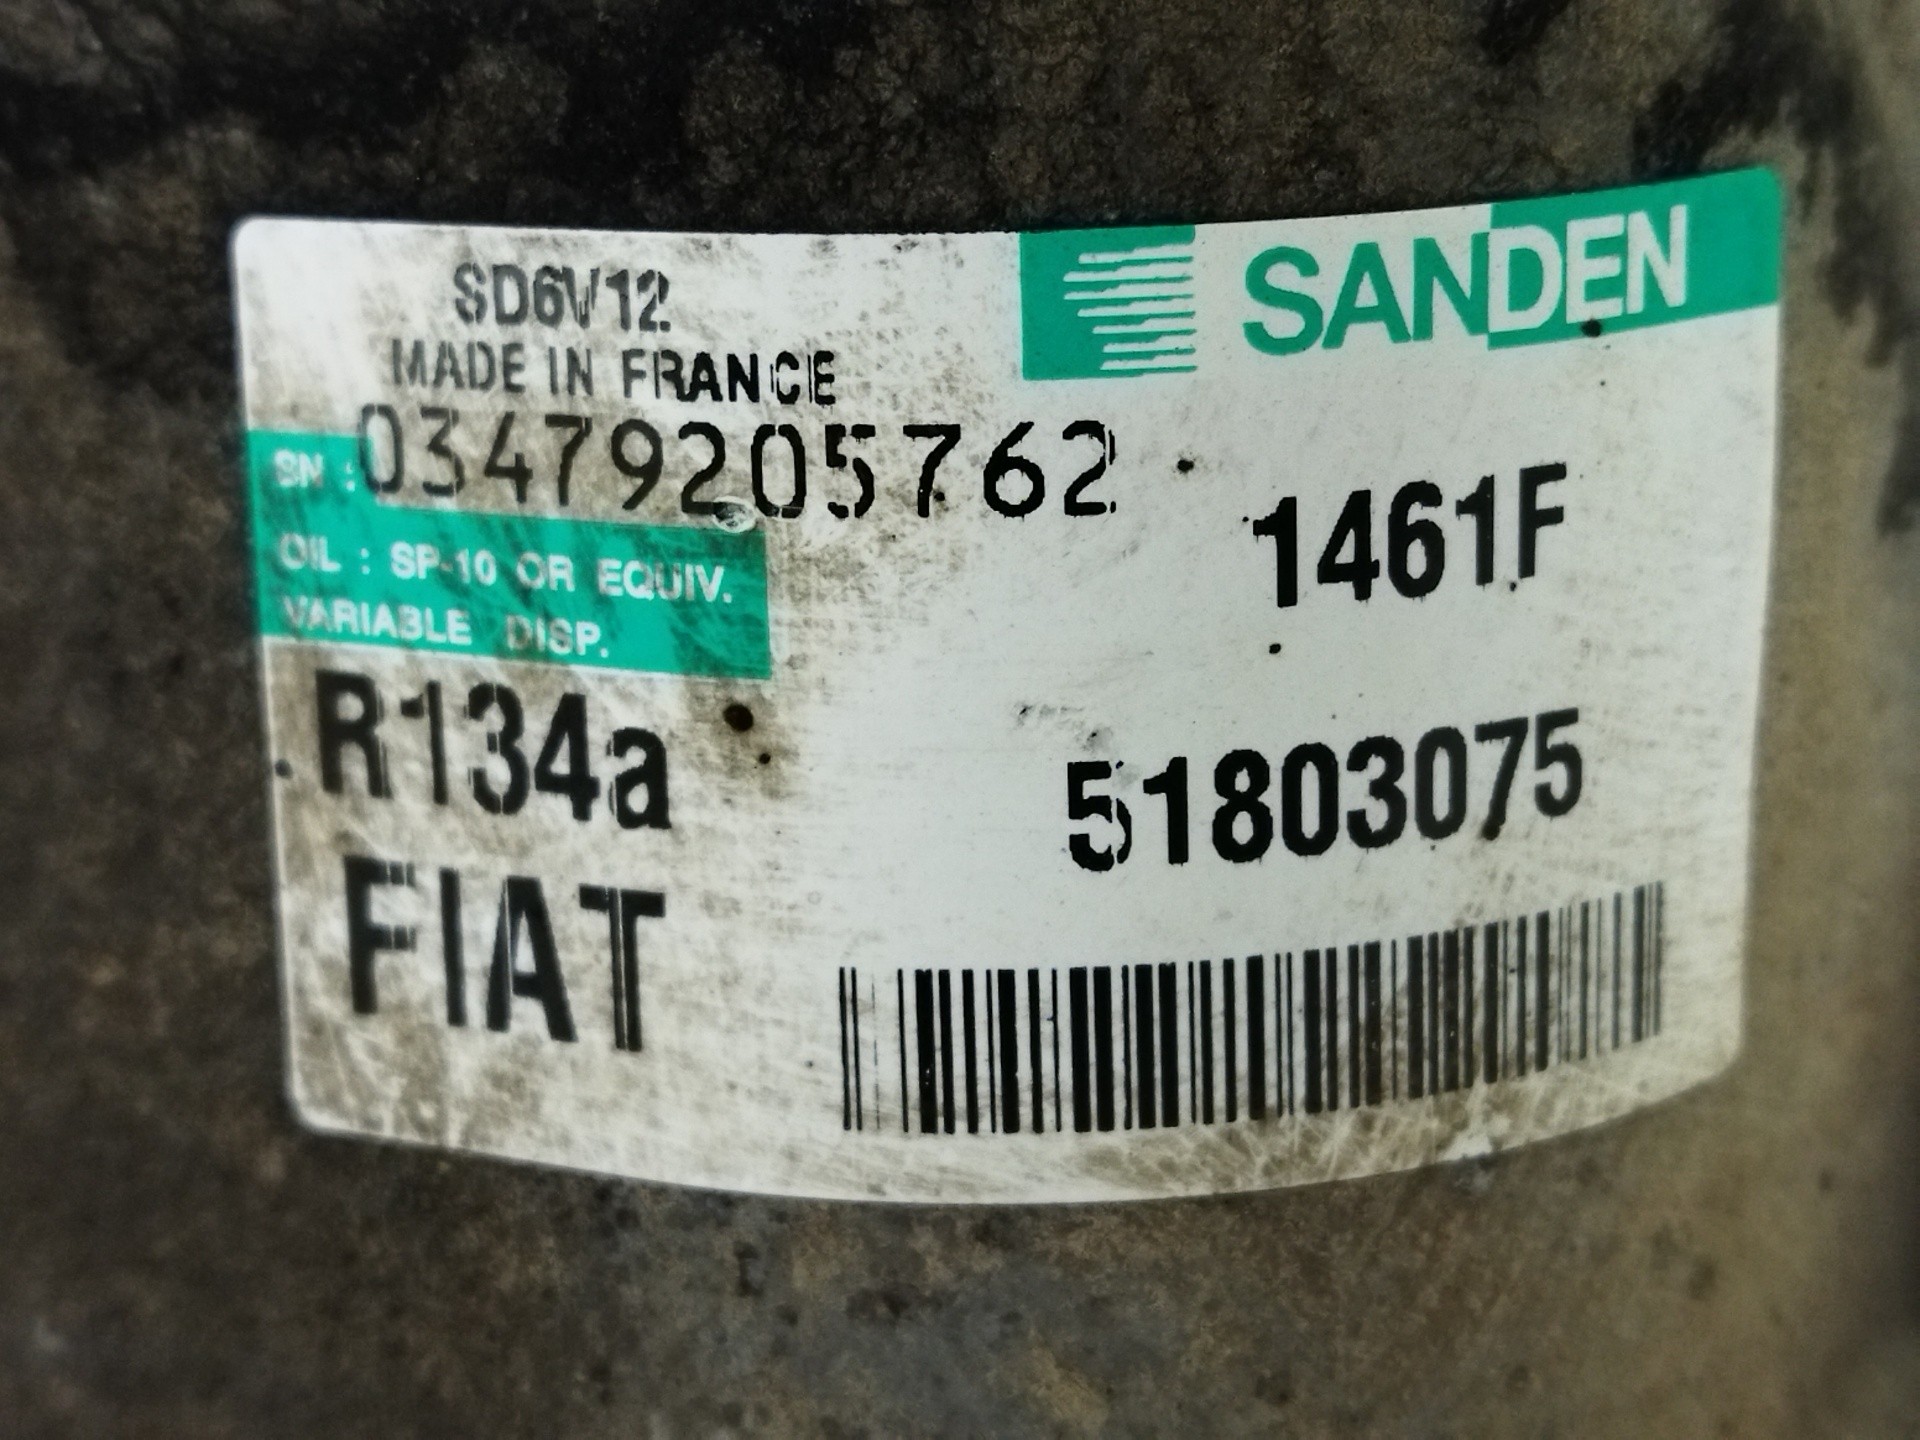 SANDEN
SD6V12
MADE IN FRANCE
SN : 03479205762
1461F
OIL : SP-10 OR EQUIV.
VARIABLE DISP.
R134a
51803075
FIAT